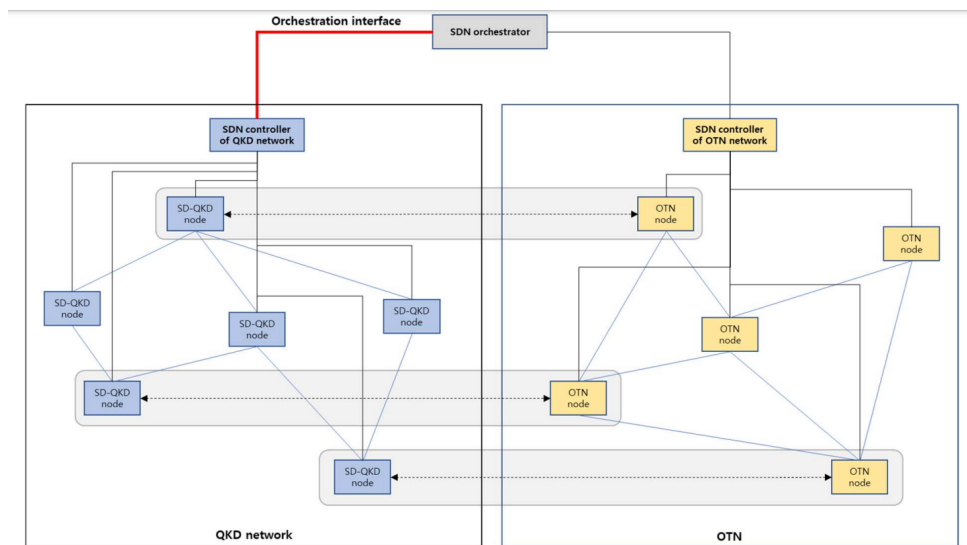 Orchestration interface
SDN orchestrator
SDN controller
of QKD network
SDN controller
of OTN network
SD-QKD
node
OTN
node
OTN
node
SD-QKD
node
SD-QKD
node
SD-QKD
node
OTN
node
SD-QKD
node
OTN
node
SD-QKD
node
OTN
node
QKD network
OTN